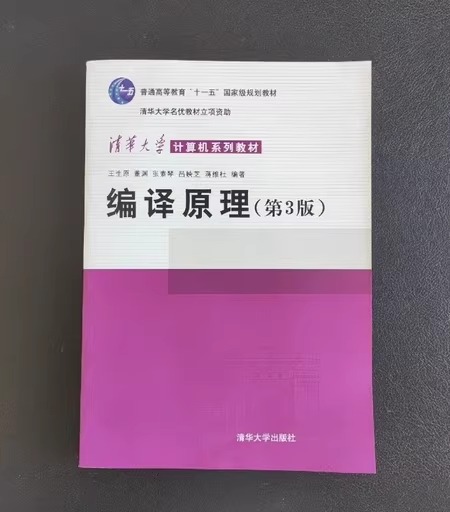 十一五
普通高等教育“十一五”国家级规划教材
清华大学名优教材立项资助
清华大学 计算机系列教材
王生原 董渊 张素琴 吕映芝 蒋维杜 编著
编译原理(第3版)
清华大学出版社